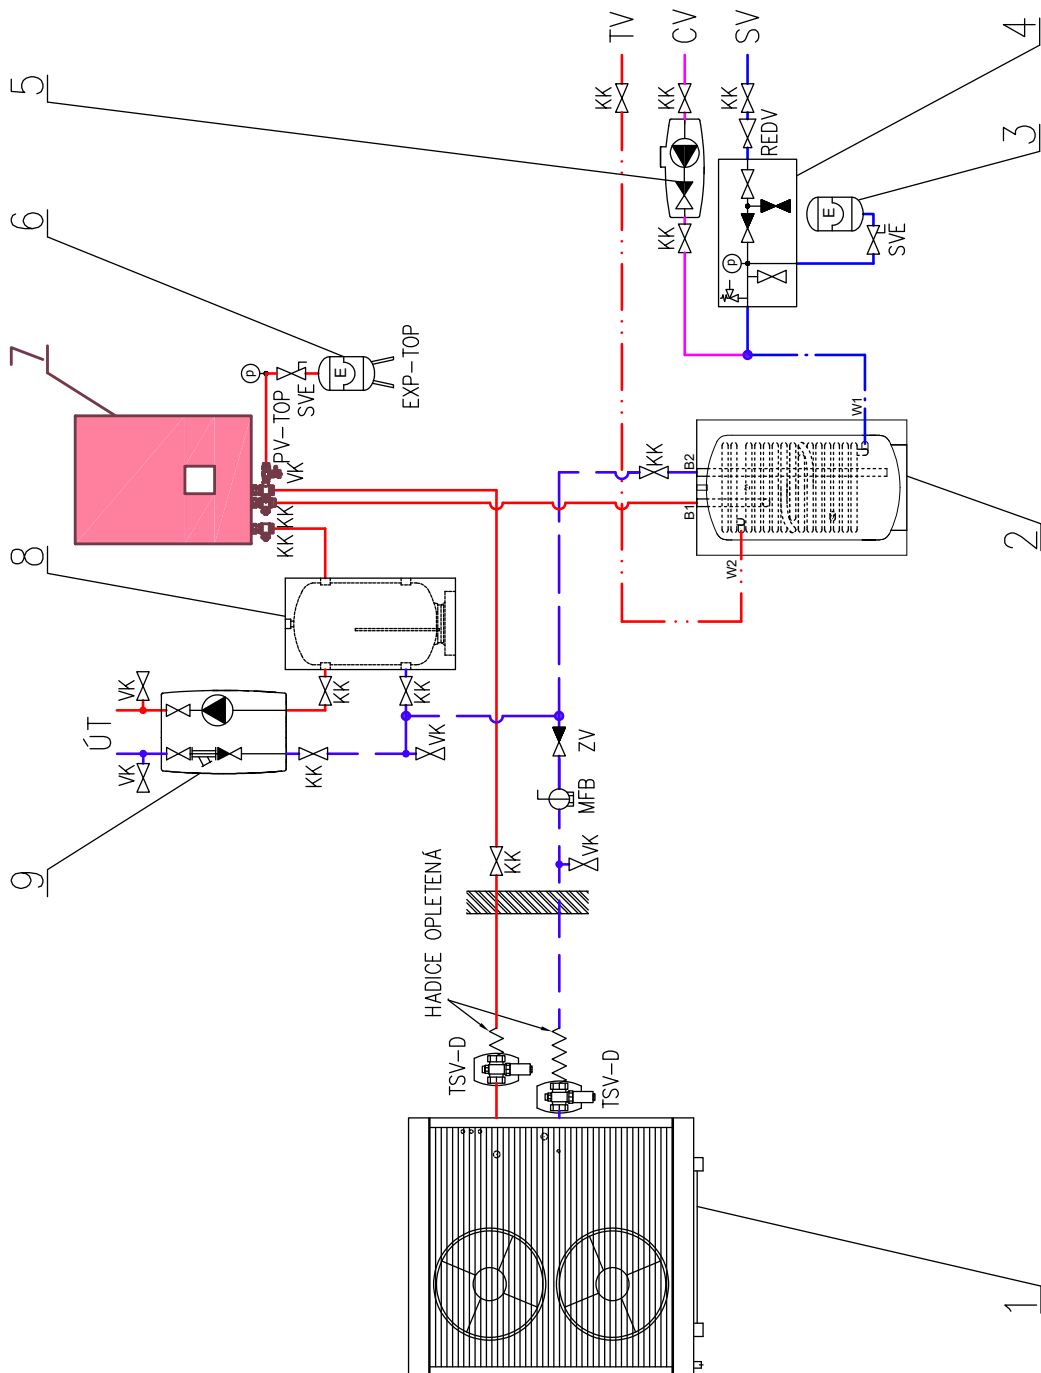 9
8
7
6
5
ÚT
VK
VK
p
PV-TOP
VK
KK
KK
SVE
E
EXP-TOP
KK
KK
KK
VK
HADICE OPLETENÁ
TSV-D
TSV-D
KK
VK
MFB
ZV
TV
KK
CV
KK
KK
SV
KK
REDV
KK
B1
B2
W2
W1
p
E
SVE
1
2
3
4